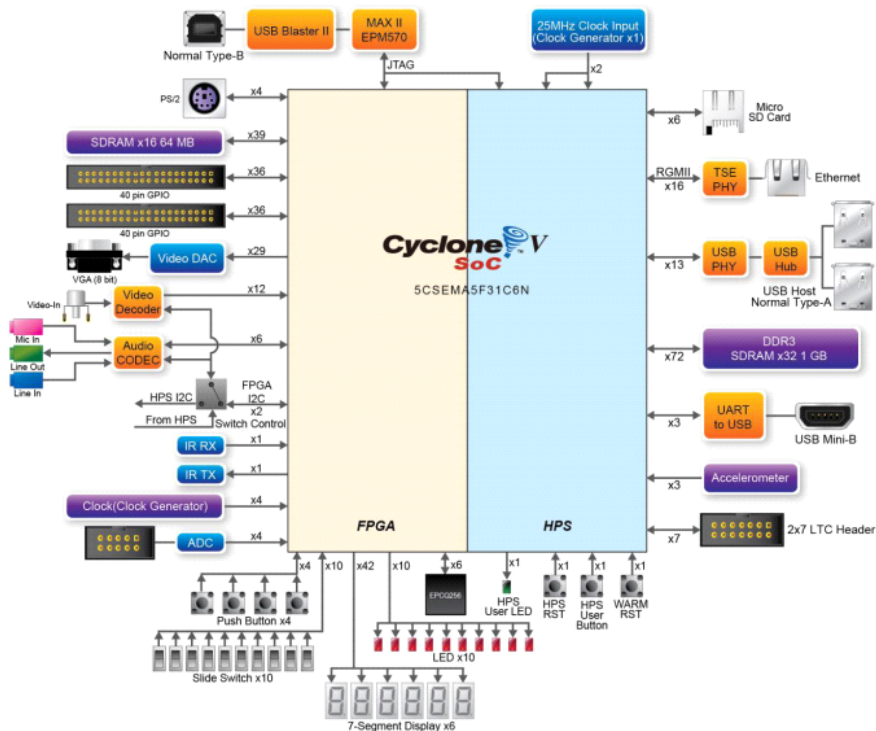 USB Blaster II
MAX II
EPM570
25MHz Clock Input
(Clock Generator x1)
Normal Type-B
JTAG
x2
PS/2
x4
x6
Micro
SD Card
SDRAM x16 64 MB
x39
x36
40 pin GPIO
RGMII
x16
TSE
PHY
Ethernet
x36
40 pin GPIO
Cyclone V
SoC
5CSEMA5F31C6N
VGA (8 bit)
Video DAC
x29
x13
USB
PHY
USB
Hub
USB Host
Normal Type-A
Video-In
Video
Decoder
x12
Mic In
Line Out
Line In
Audio
CODEC
x6
x72
DDR3
SDRAM x32 1 GB
HPS I2C
From HPS
FPGA
I2C
x2
Switch Control
x3
UART
to USB
USB Mini-B
IR RX
x1
IR TX
x1
x3
Accelerometer
Clock(Clock Generator)
x4
ADC
x4
FPGA
HPS
x7
2x7 LTC Header
x4
x10
x42
x10
x6
x1
x1
x1
x1
EPCQ256
HPS
User LED
HPS
RST
HPS
User
Button
WARM
RST
Push Button x4
Slide Switch x10
LED x10
7-Segment Display x6